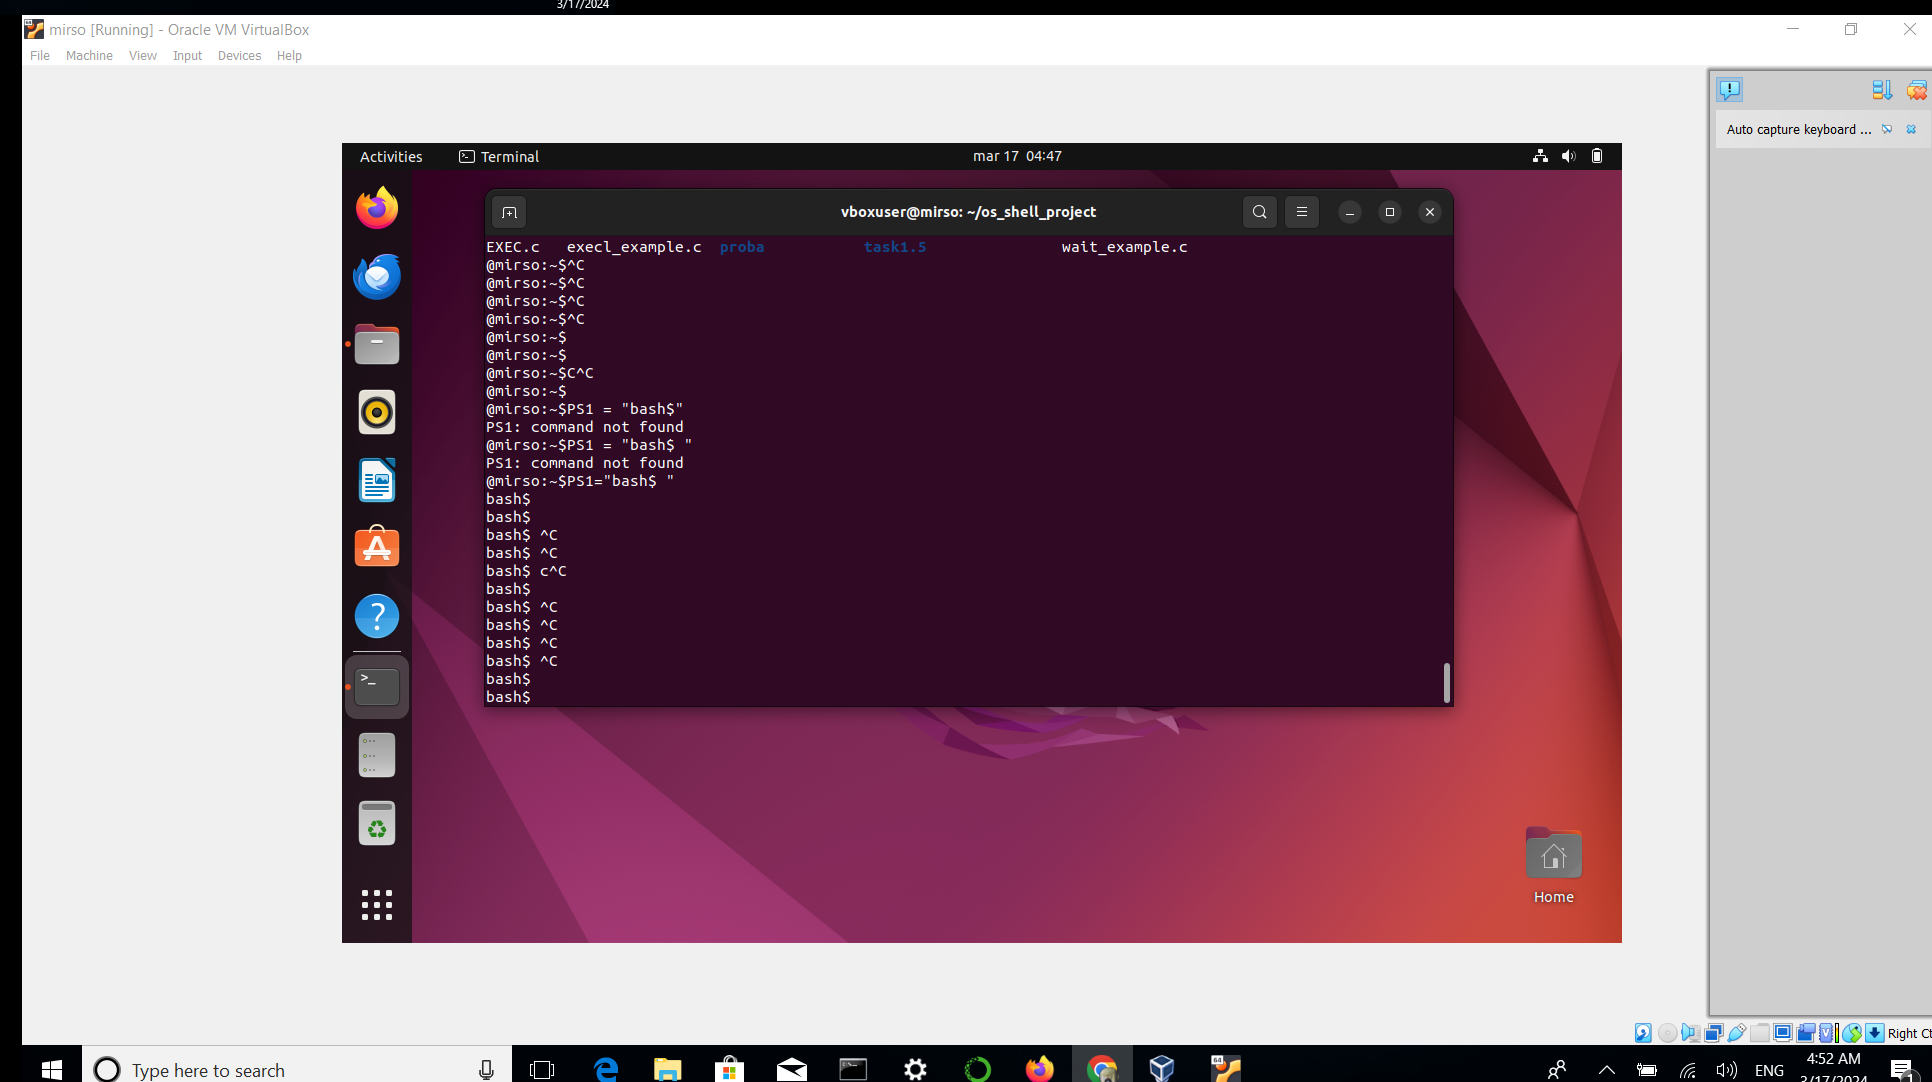 3/17/2024
mirso [Running] - Oracle VM VirtualBox
File Machine View Input Devices Help
Auto capture keyboard ...
Activities Terminal mar 17 04:47
vboxuser@mirso: ~/os_shell_project
EXEC.c execl_example.c proba task1.5 wait_example.c
@mirso:~$^C
@mirso:~$^C
@mirso:~$^C
@mirso:~$^C
@mirso:~$
@mirso:~$
@mirso:~$C^C
@mirso:~$
@mirso:~$PS1 = "bash$"
PS1: command not found
@mirso:~$PS1 = "bash$ "
PS1: command not found
@mirso:~$PS1="bash$ "
bash$
bash$
bash$ ^C
bash$ ^C
bash$ c^C
bash$
bash$ ^C
bash$ ^C
bash$ ^C
bash$ ^C
bash$
bash$
Home
Right Ct
Type here to search
ENG
4:52 AM
3/17/2024